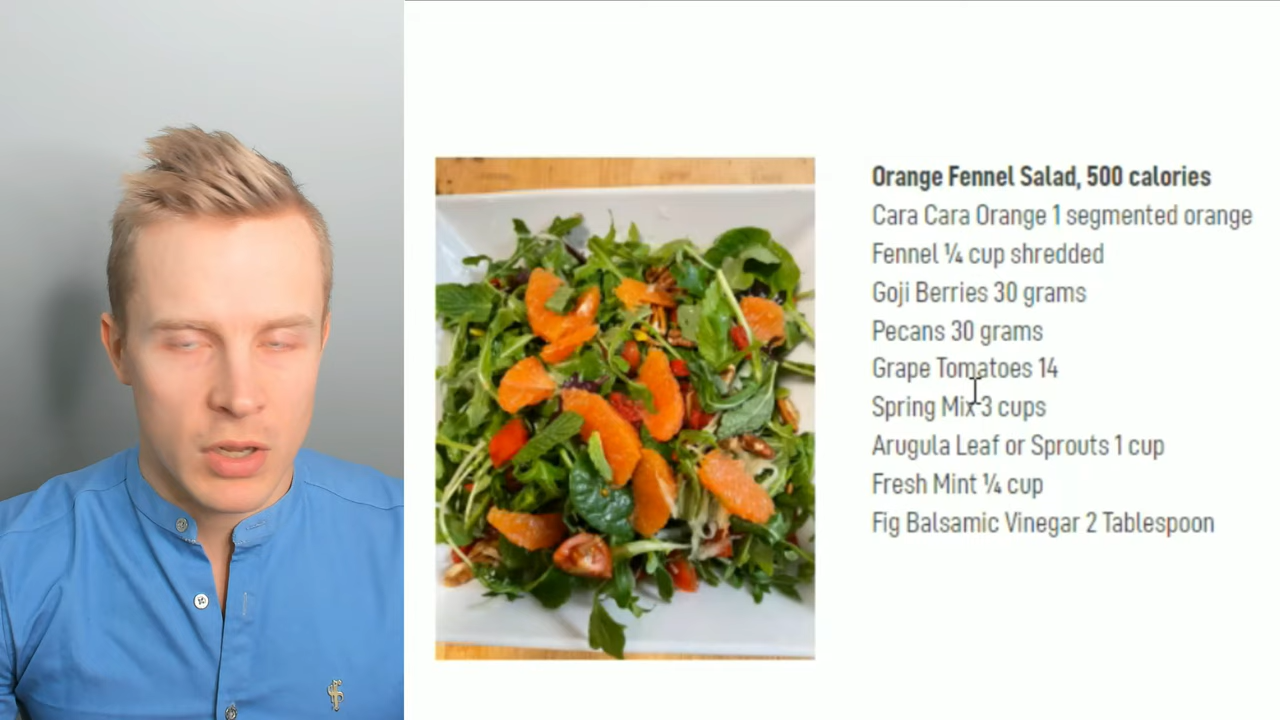 Orange Fennel Salad, 500 calories
Cara Cara Orange 1 segmented orange
Fennel ¼ cup shredded
Goji Berries 30 grams
Pecans 30 grams
Grape Tomatoes 14
Spring Mix 3 cups
Arugula Leaf or Sprouts 1 cup
Fresh Mint ¼ cup
Fig Balsamic Vinegar 2 Tablespoon